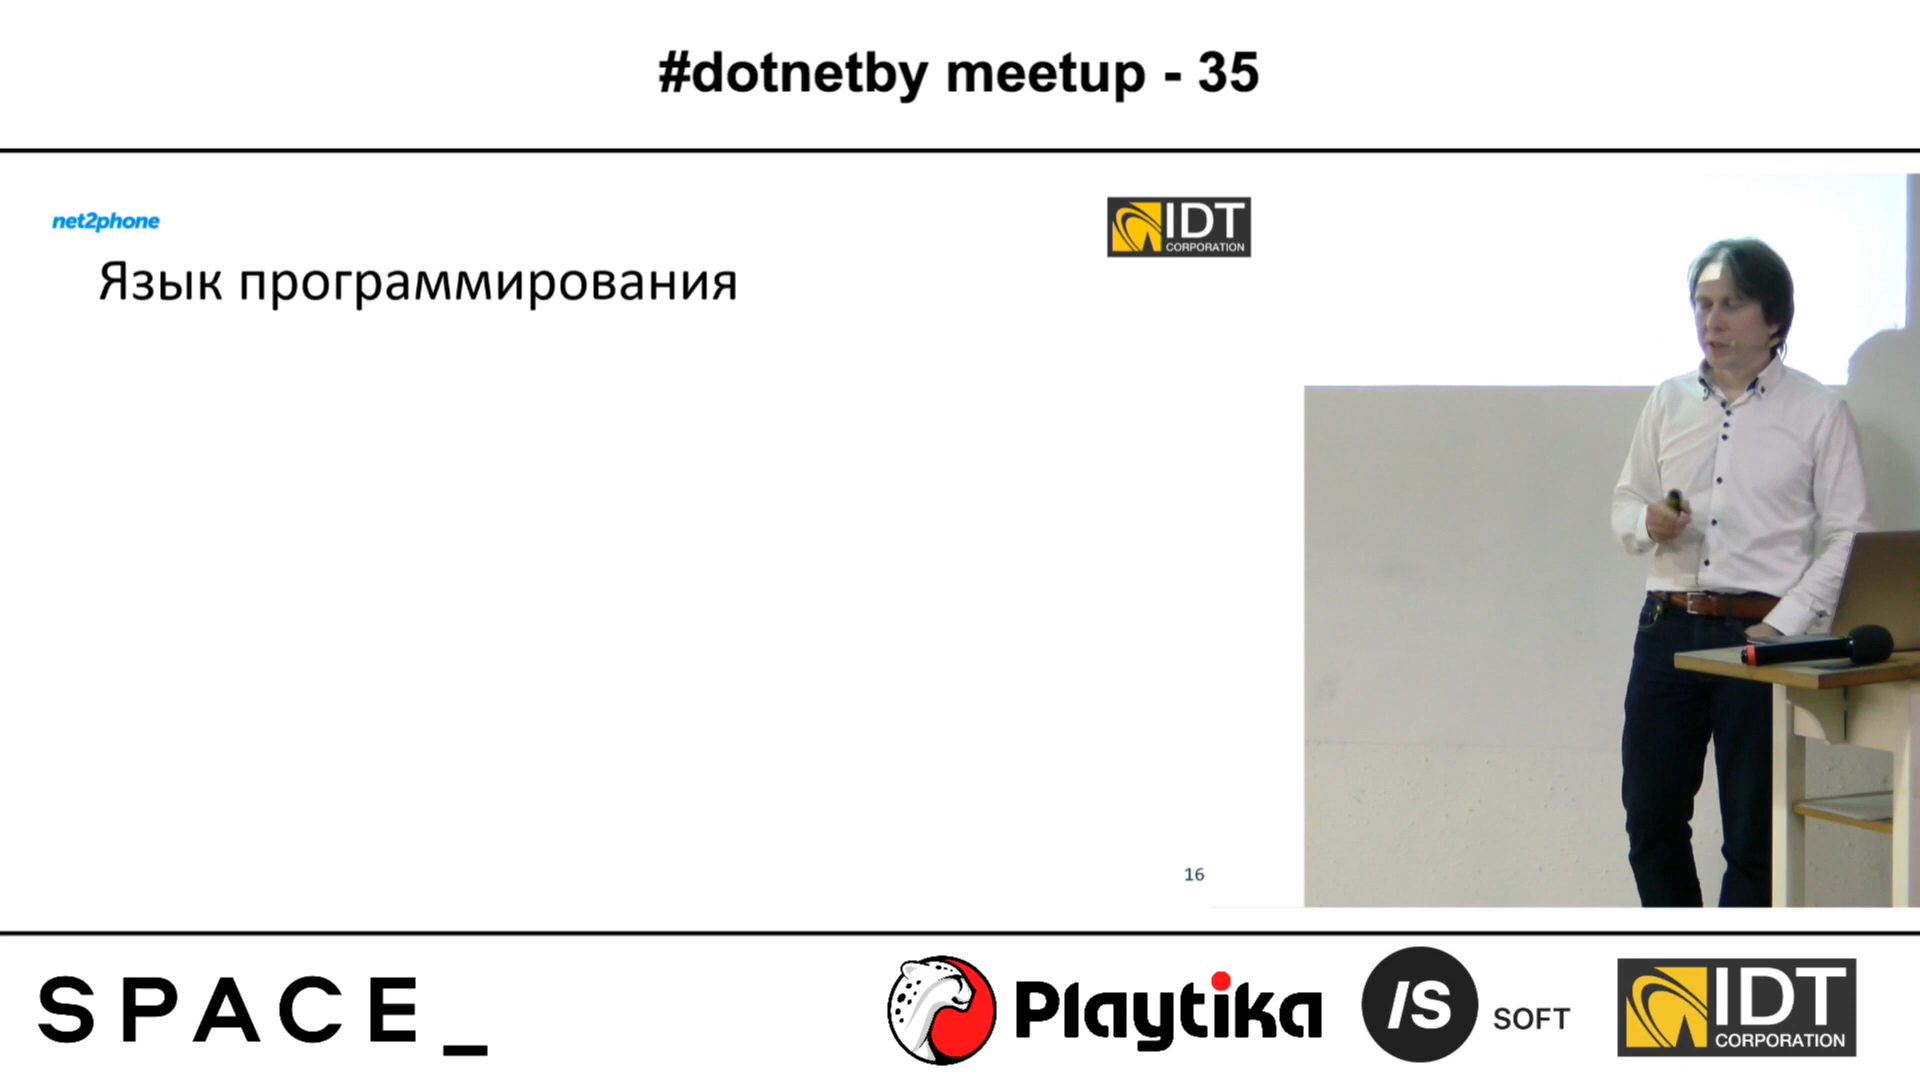 #dotnetby meetup - 35
net2phone
IDT
CORPORATION
Язык программирования
16
SPACE_
Playtika
/S SOFT
IDT
CORPORATION